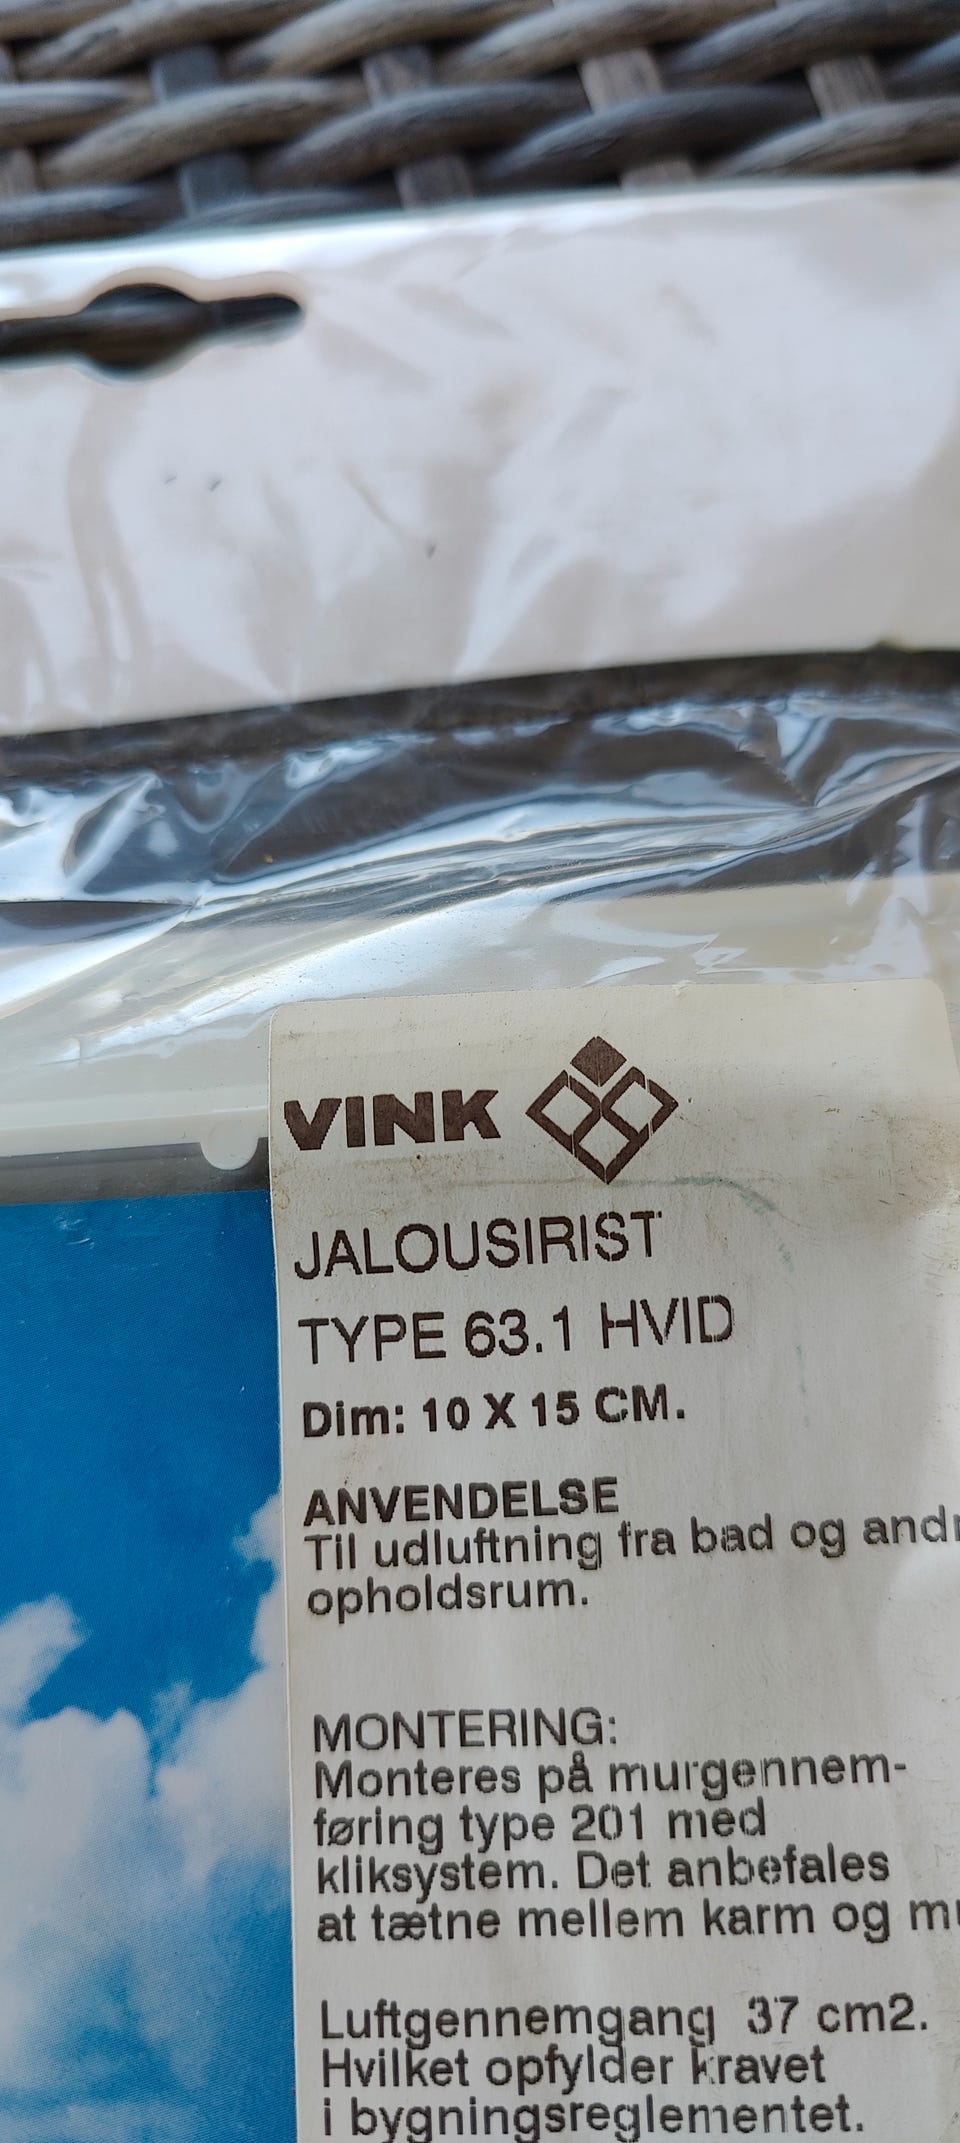 VINK
JALOUSIRIST
TYPE 63.1 HVID
Dim: 10 X 15 CM.
ANVENDELSE
Til udluftning fra bad og
opholdsrum.
MONTERING:
Monteres på murgennem-
føring type 201 med
kliksystem. Det anbefales
at tætne mellem karm og
Luftgennemgang 37 cm2.
Hvilket opfylder kravet
i bygningsreglementet.